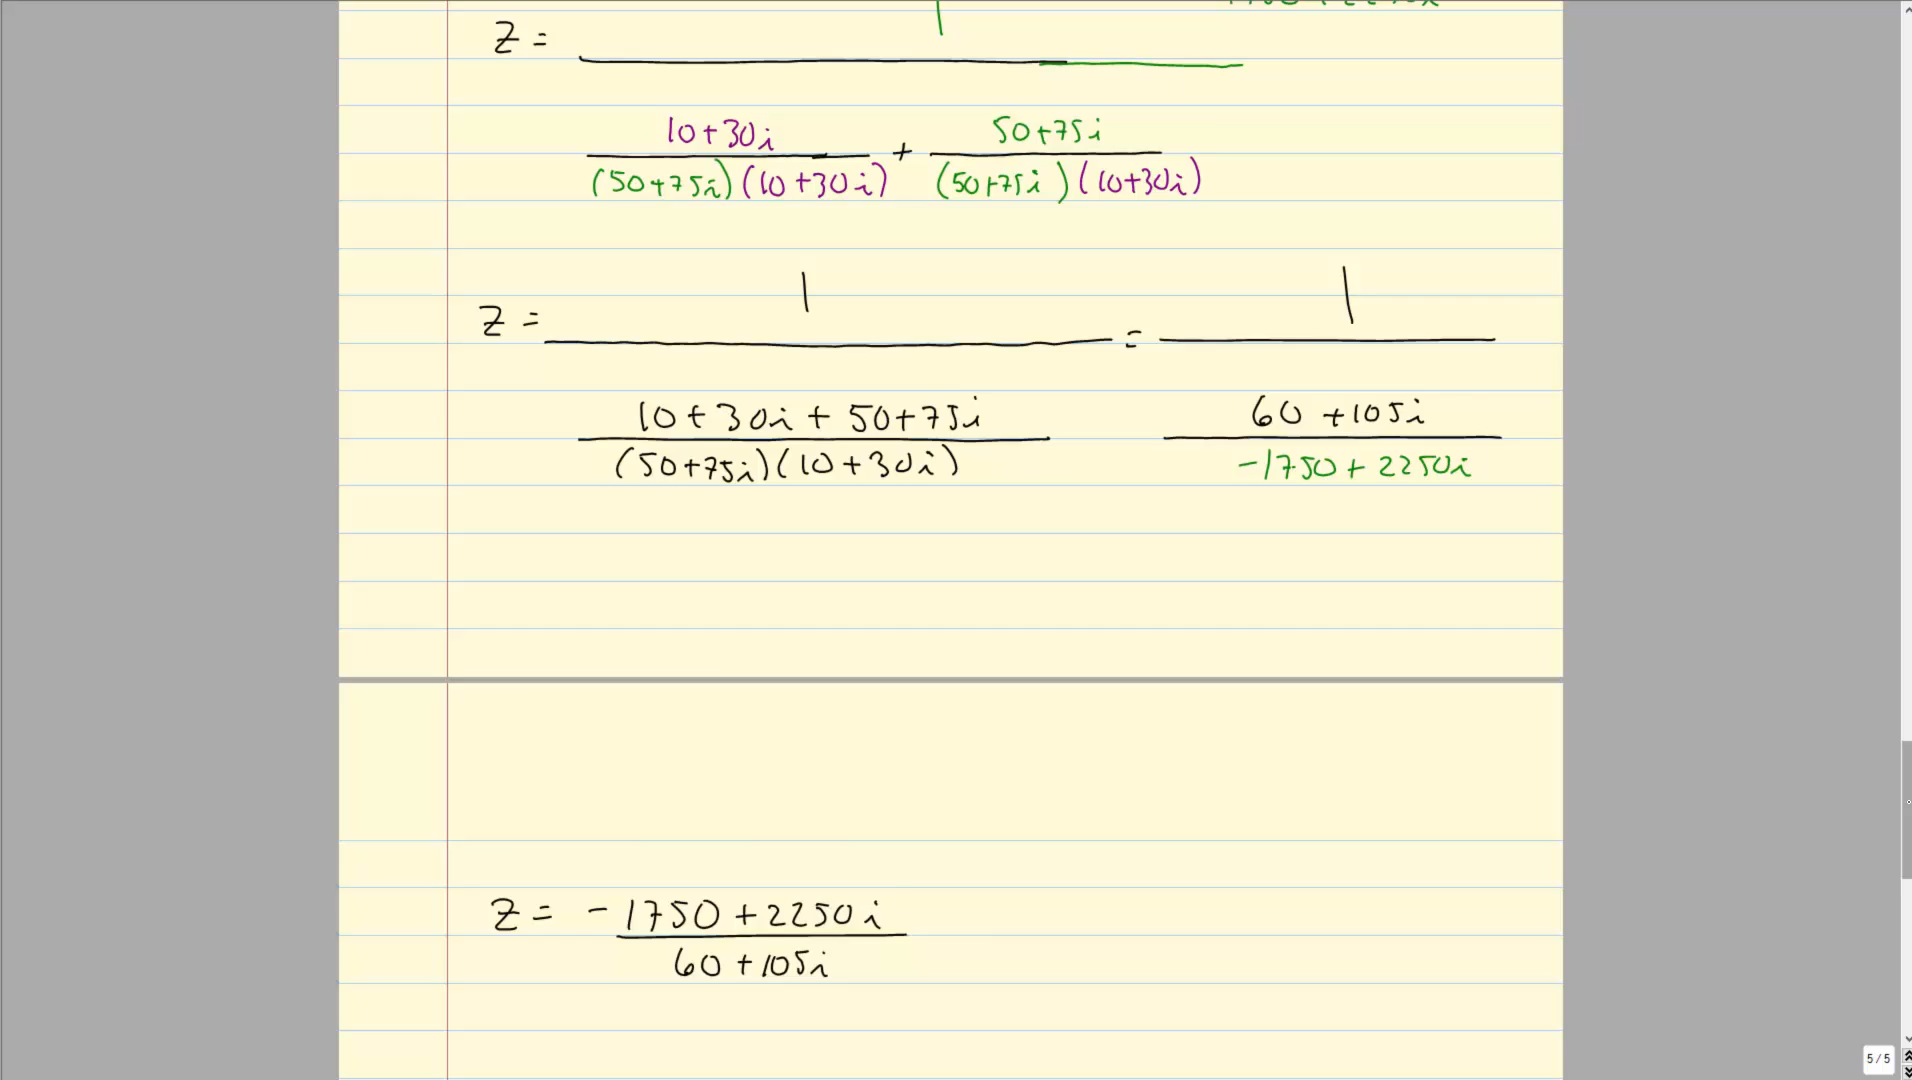 Z = 1
10+30i / (50+75i)(10+30i) + 50+75i / (50+75i)(10+30i)
Z = 1 = 1
10+30i+50+75i 60+105i
(50+75i)(10+30i) -1750+2250i
Z = -1750+2250i
60+105i
5 / 5